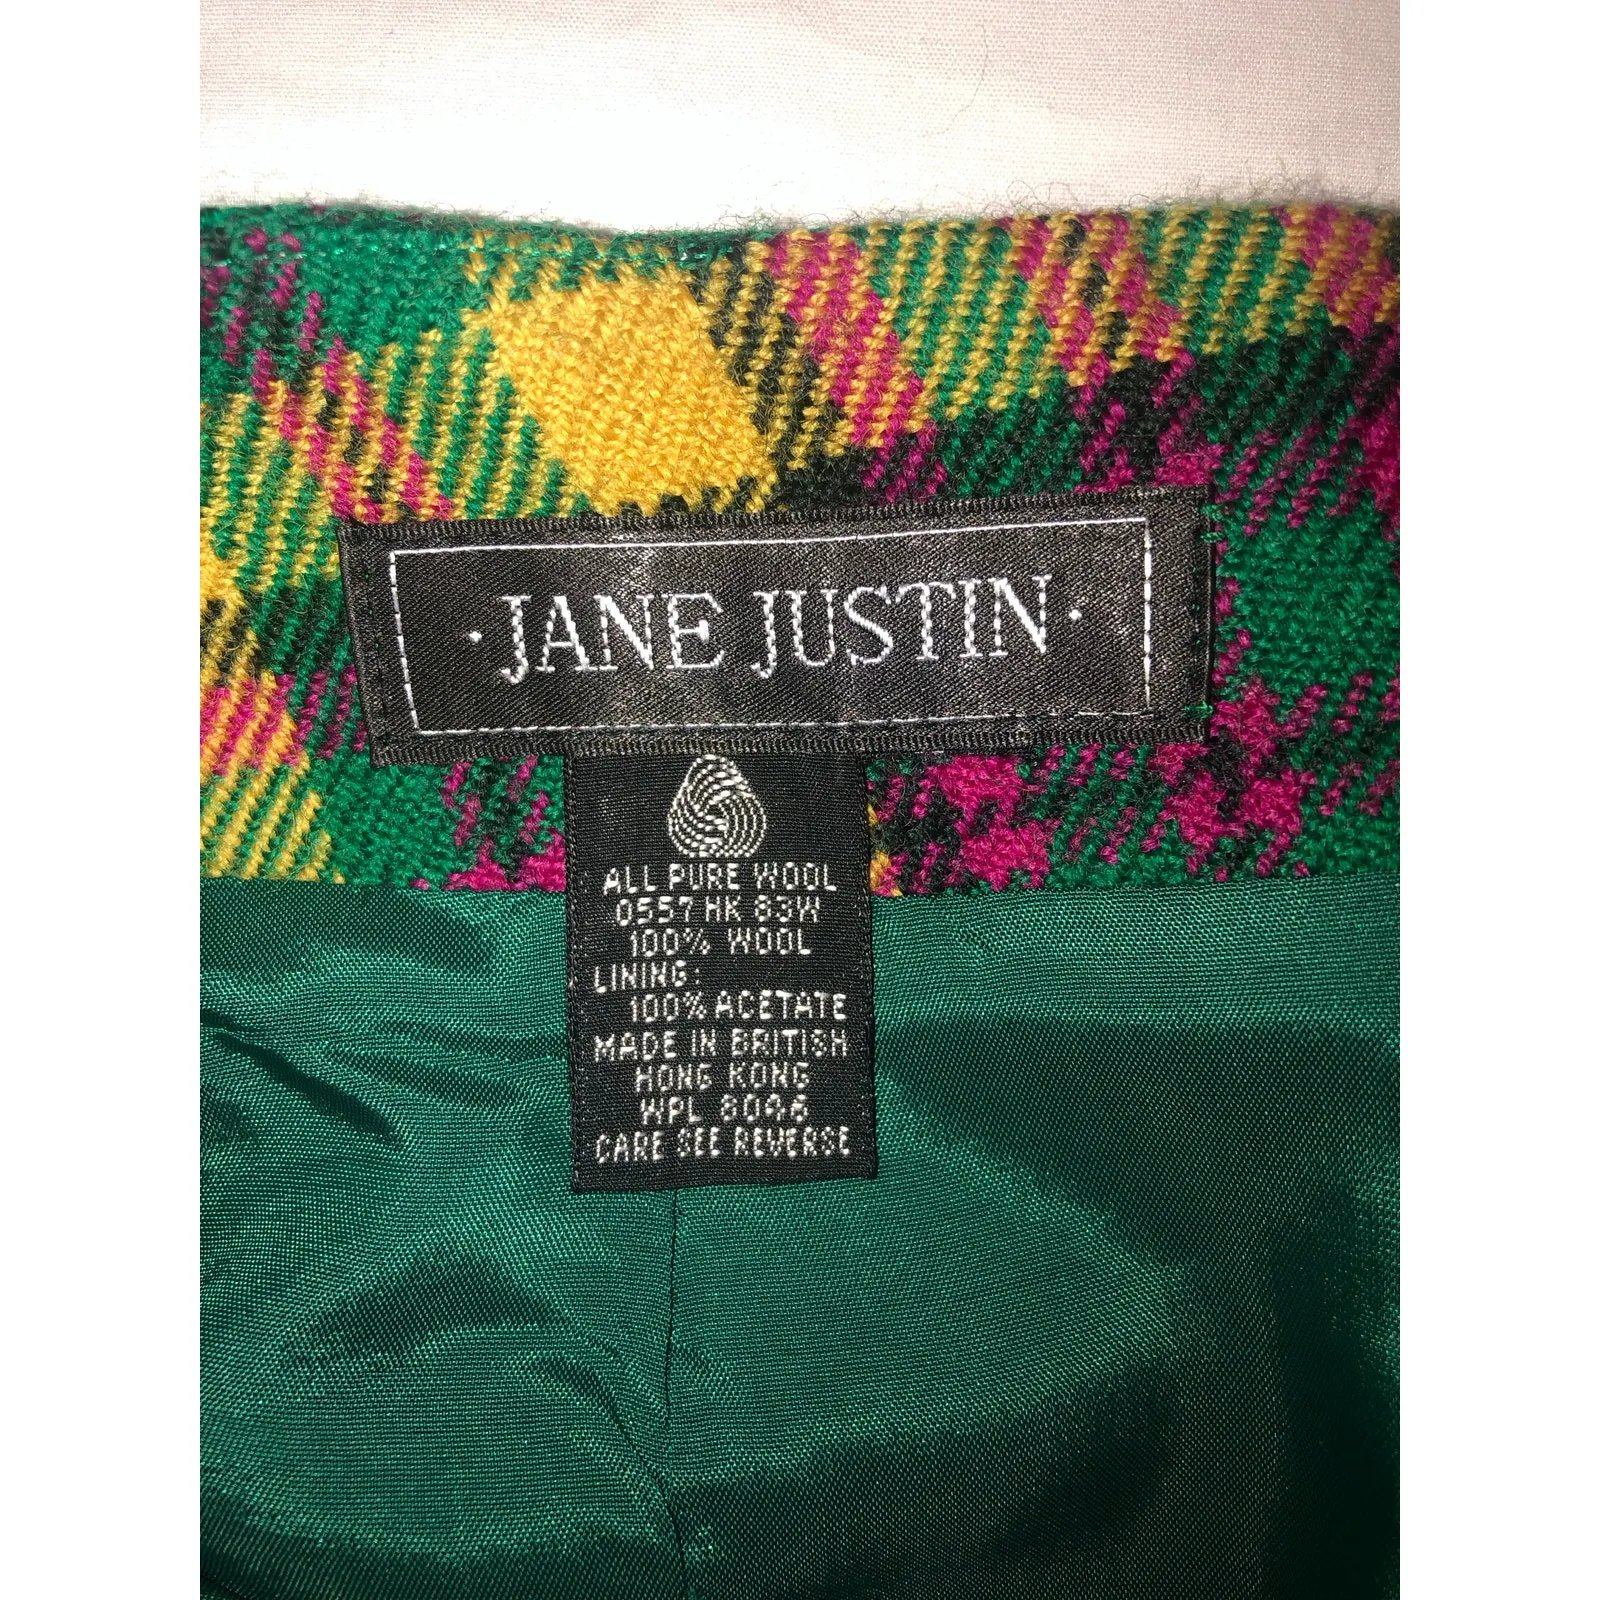 ·JANE JUSTIN·
ALL PURE WOOL
0557 HK 83W
100% WOOL
LINING:
100% ACETATE
MADE IN BRITISH
HONG KONG
WPL 8046
CARE SEE REVERSE